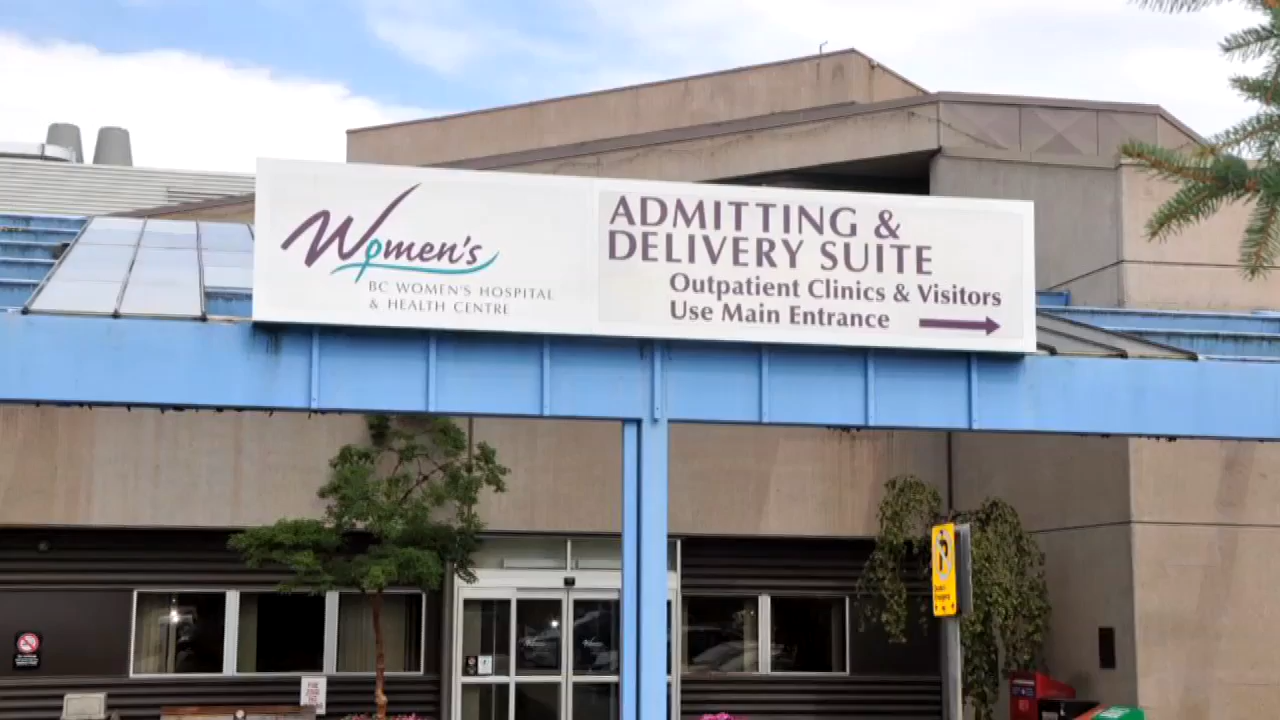 Women's
BC WOMEN'S HOSPITAL
& HEALTH CENTRE
ADMITTING &
DELIVERY SUITE
Outpatient Clinics & Visitors
Use Main Entrance